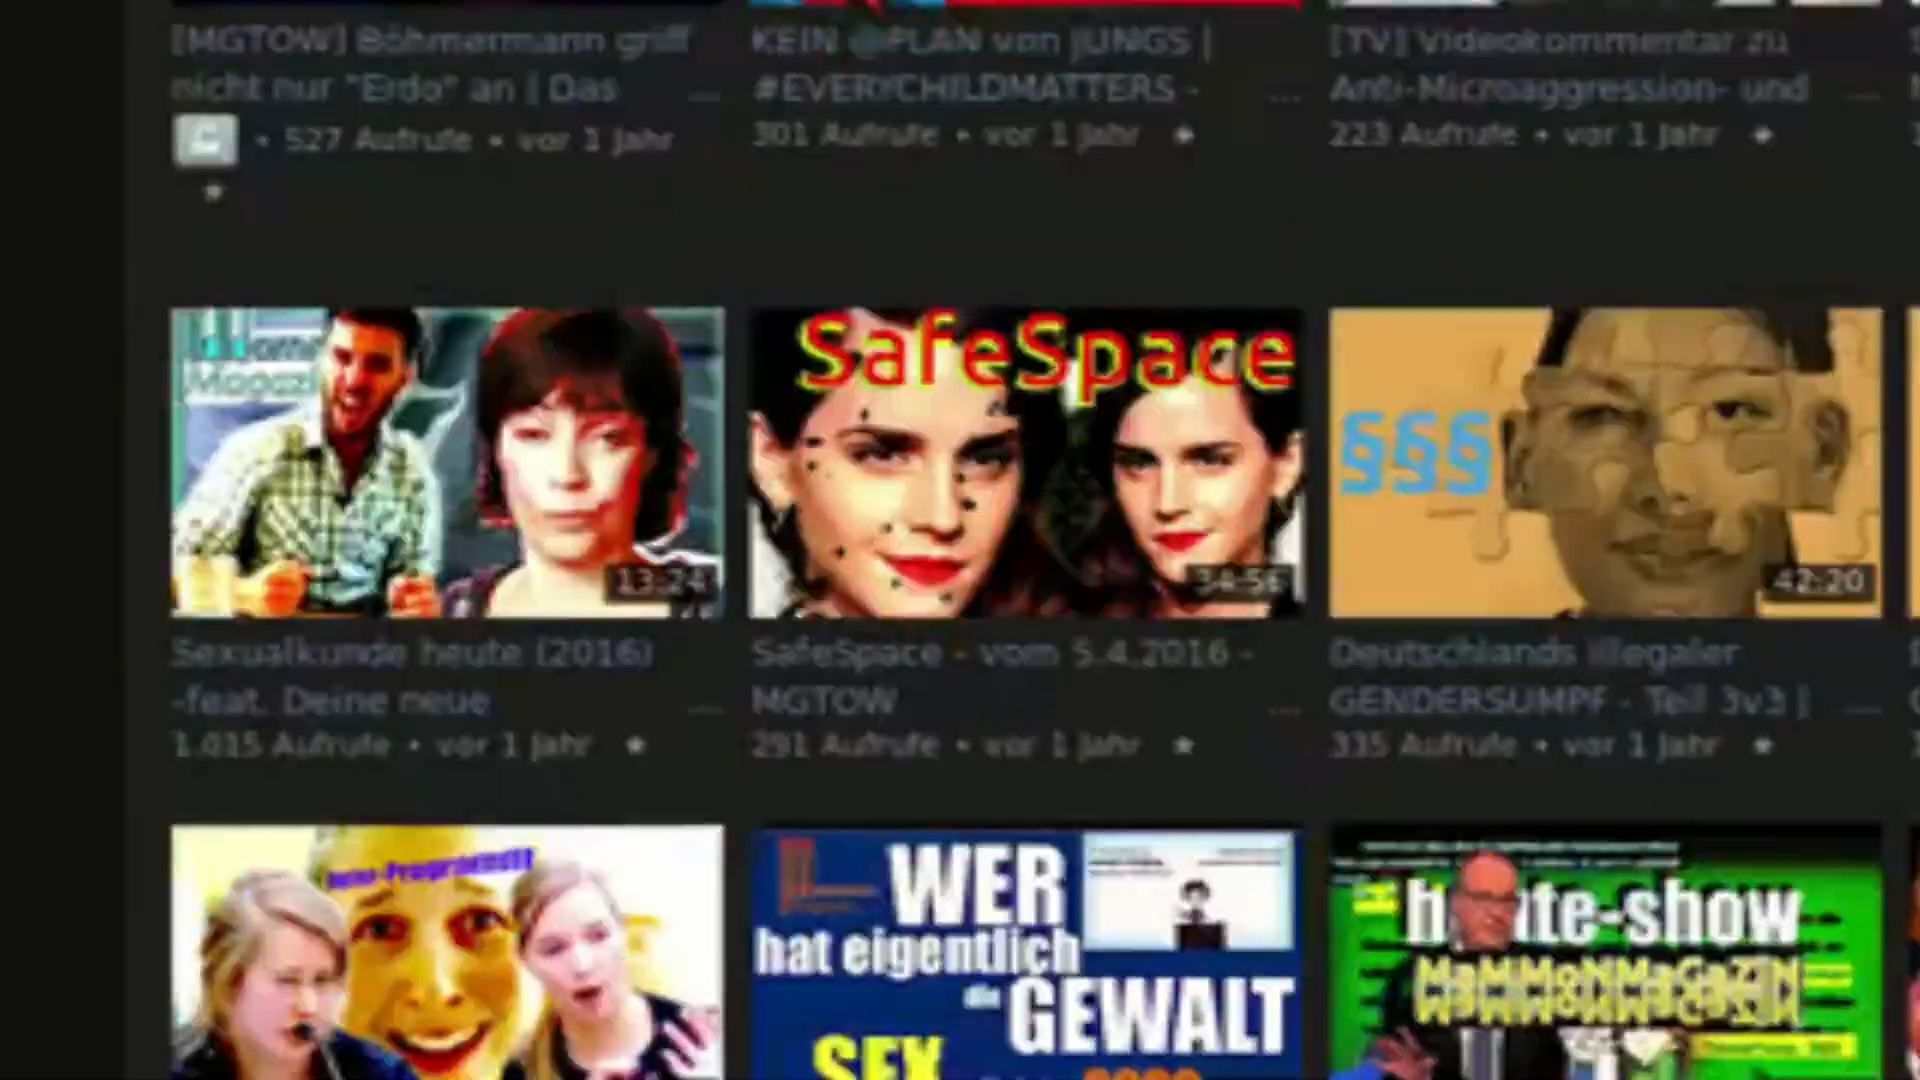 [MGTOW] Böhmermann griff
nicht nur "Erdo" an | Das ...
• 527 Aufrufe • vor 1 Jahr
KEIN @PLAN von JUNGS |
#EVERYCHILDMATTERS - ...
301 Aufrufe • vor 1 Jahr
[TV] Videokommentar zu
Anti-Microaggression- und ...
223 Aufrufe • vor 1 Jahr
13:24
Sexualkunde heute (2016)
-feat. Deine neue ...
1.015 Aufrufe • vor 1 Jahr
SafeSpace
34:56
SafeSpace - vom 5.4.2016 -
MGTOW ...
291 Aufrufe • vor 1 Jahr
§§§
42:20
Deutschlands illegaler
GENDERSUMPF - Teil 3v3 | ...
335 Aufrufe • vor 1 Jahr
WER
hat eigentlich
die GEWALT
SEX
heute-show
MaMMoNMaGaZiN